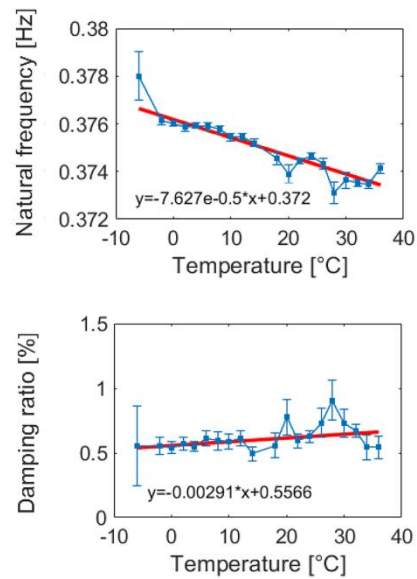 Natural frequency [Hz]
0.38
0.378
0.376
0.374
0.372
y=-7.627e-0.5*x+0.372
-10 0 10 20 30 40
Temperature [°C]
Damping ratio [%]
1.5
1
0.5
0
y=-0.00291*x+0.5566
-10 0 10 20 30 40
Temperature [°C]